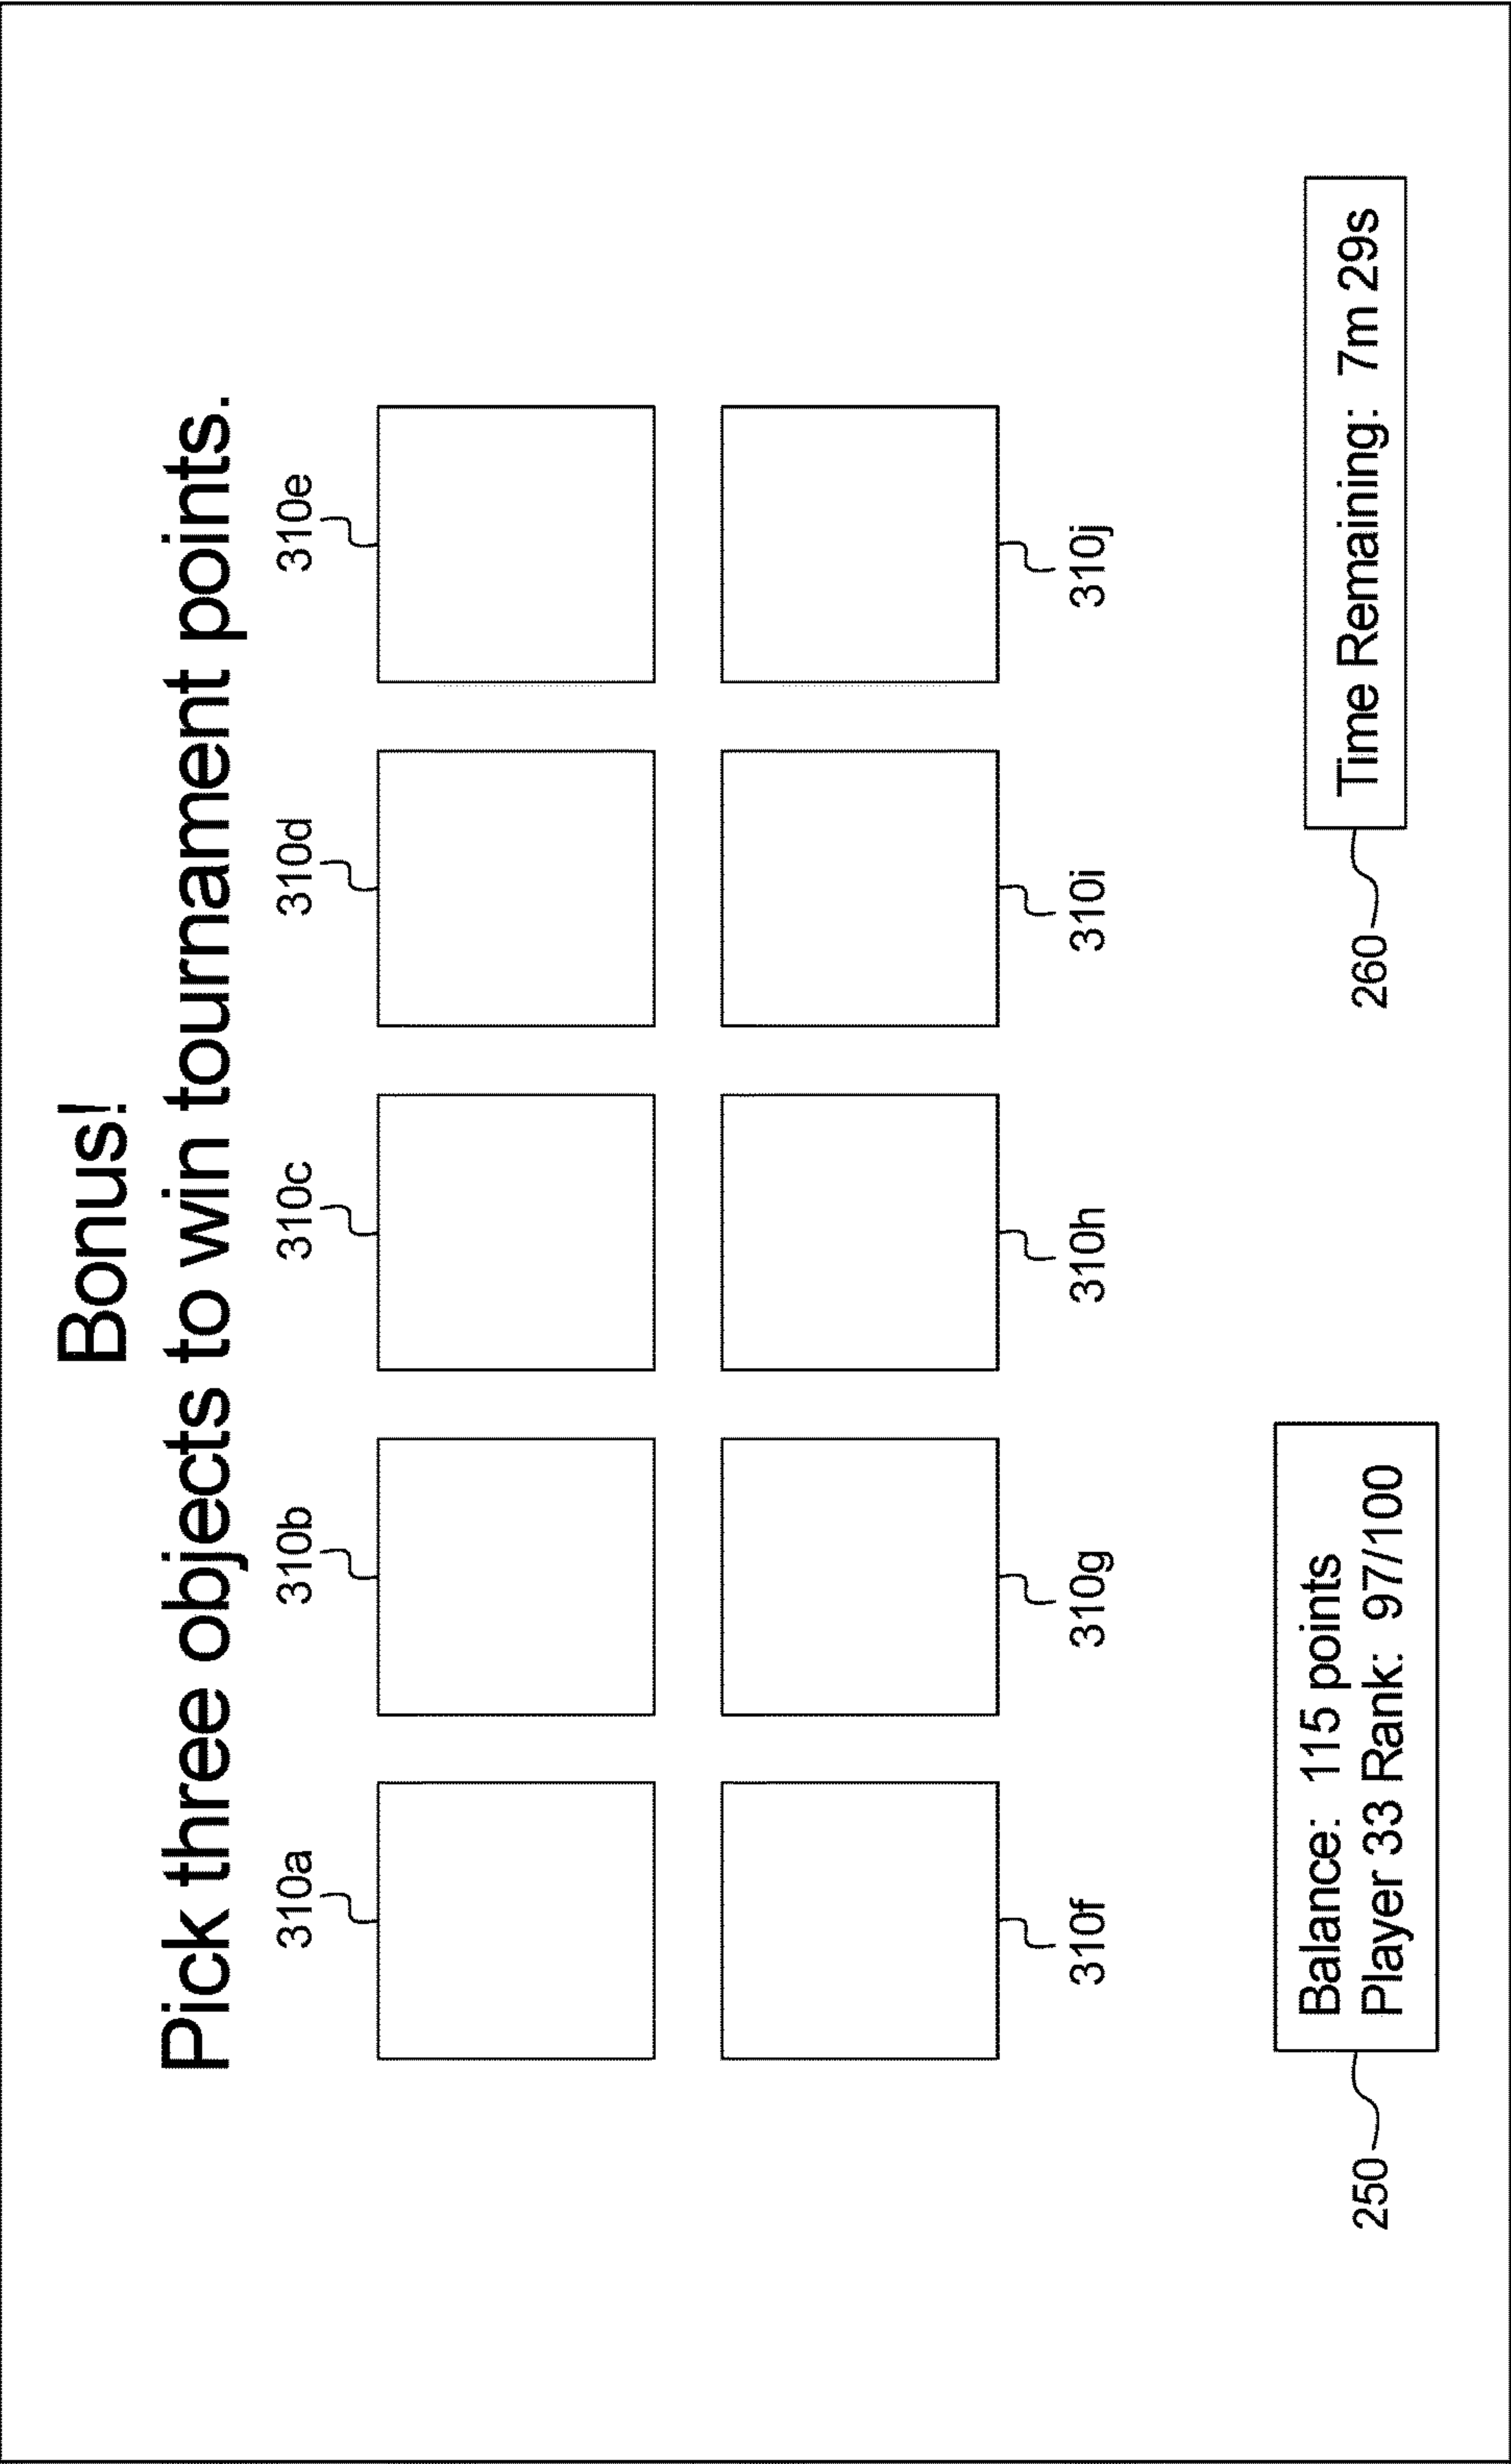 Bonus!
Pick three objects to win tournament points.
310a 310b 310c 310d 310e
310f 310g 310h 310i 310j
250
Balance: 115 points
Player 33 Rank: 97/100
260
Time Remaining: 7m 29s